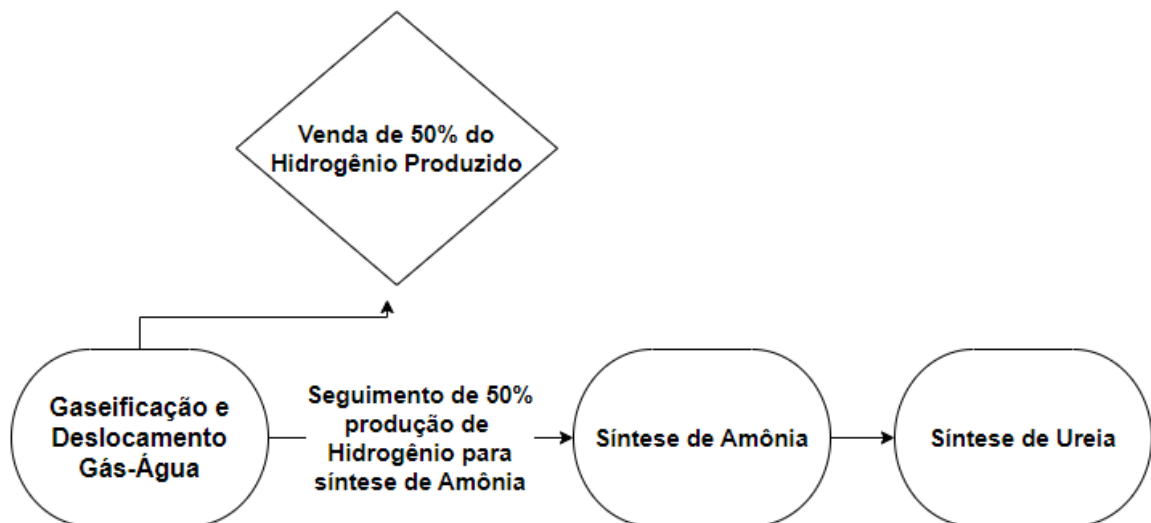 Venda de 50% do
Hidrogênio Produzido
Gaseificação e
Deslocamento
Gás-Água
Seguimento de 50%
produção de
Hidrogênio para
síntese de Amônia
Síntese de Amônia
Síntese de Ureia